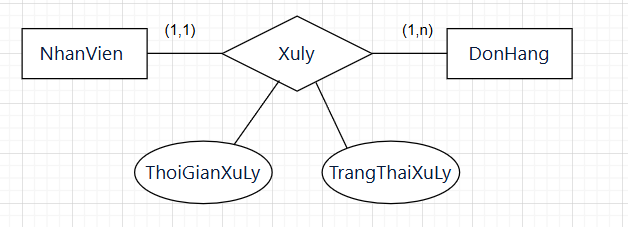 (1,1)
(1,n)
NhanVien
Xuly
DonHang
ThoiGianXuLy
TrangThaiXuLy